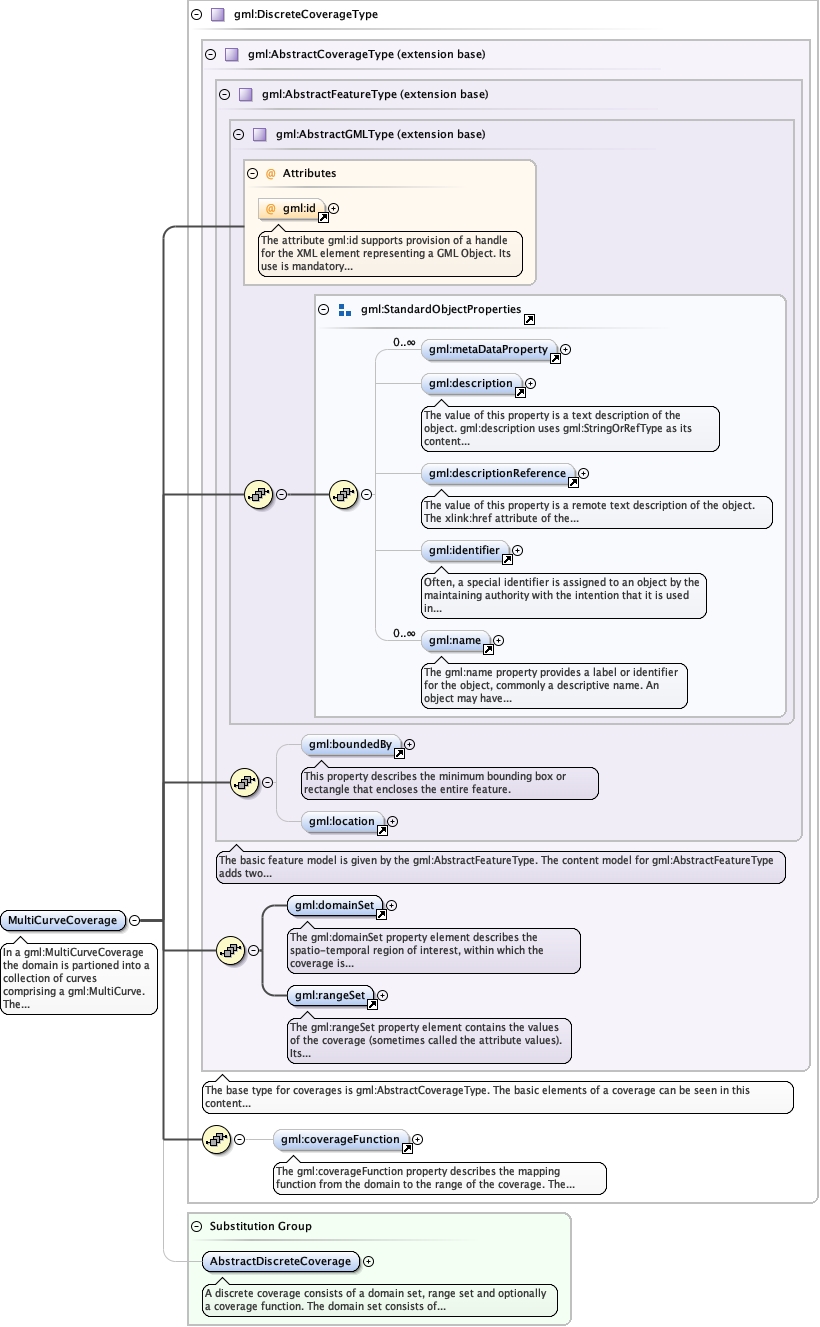 gml:DiscreteCoverageType
gml:AbstractCoverageType (extension base)
gml:AbstractFeatureType (extension base)
gml:AbstractGMLType (extension base)
@ Attributes
@ gml:id
The attribute gml:id supports provision of a handle
for the XML element representing a GML Object. Its
use is mandatory...
gml:StandardObjectProperties
0..∞
gml:metaDataProperty
gml:description
The value of this property is a text description of the
object. gml:description uses gml:StringOrRefType as its
content...
gml:descriptionReference
The value of this property is a remote text description of the object.
The xlink:href attribute of the...
gml:identifier
Often, a special identifier is assigned to an object by the
maintaining authority with the intention that it is used
in...
0..∞
gml:name
The gml:name property provides a label or identifier
for the object, commonly a descriptive name. An
object may have...
gml:boundedBy
This property describes the minimum bounding box or
rectangle that encloses the entire feature.
gml:location
The basic feature model is given by the gml:AbstractFeatureType. The content model for gml:AbstractFeatureType
adds two...
MultiCurveCoverage
In a gml:MultiCurveCoverage
the domain is partioned into a
collection of curves
comprising a gml:MultiCurve.
The...
gml:domainSet
The gml:domainSet property element describes the
spatio-temporal region of interest, within which the
coverage is...
gml:rangeSet
The gml:rangeSet property element contains the values
of the coverage (sometimes called the attribute values).
Its...
The base type for coverages is gml:AbstractCoverageType. The basic elements of a coverage can be seen in this
content...
gml:coverageFunction
The gml:coverageFunction property describes the mapping
function from the domain to the range of the coverage. The...
Substitution Group
AbstractDiscreteCoverage
A discrete coverage consists of a domain set, range set and optionally
a coverage function. The domain set consists of...